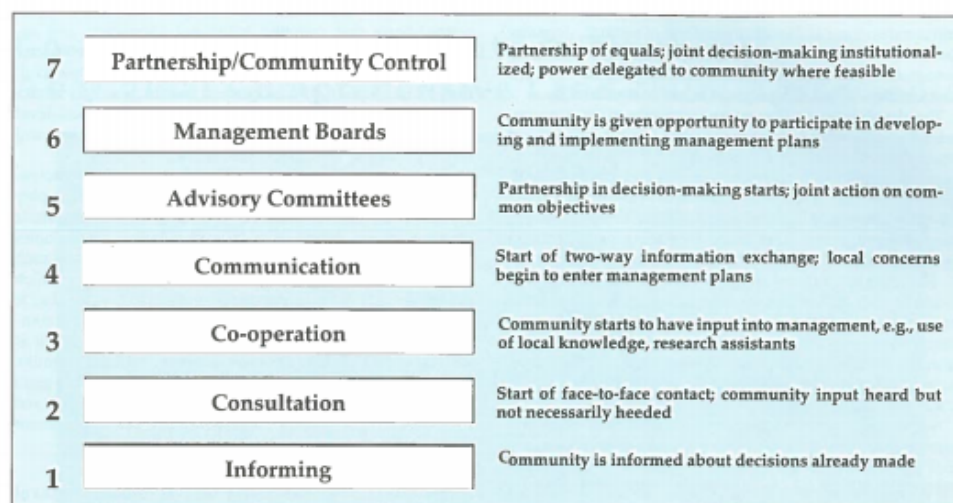 7 Partnership/Community Control Partnership of equals; joint decision-making institutional-
ized; power delegated to community where feasible
6 Management Boards Community is given opportunity to participate in develop-
ing and implementing management plans
5 Advisory Committees Partnership in decision-making starts; joint action on com-
mon objectives
4 Communication Start of two-way information exchange; local concerns
begin to enter management plans
3 Co-operation Community starts to have input into management, e.g., use
of local knowledge, research assistants
2 Consultation Start of face-to-face contact; community input heard but
not necessarily heeded
1 Informing Community is informed about decisions already made